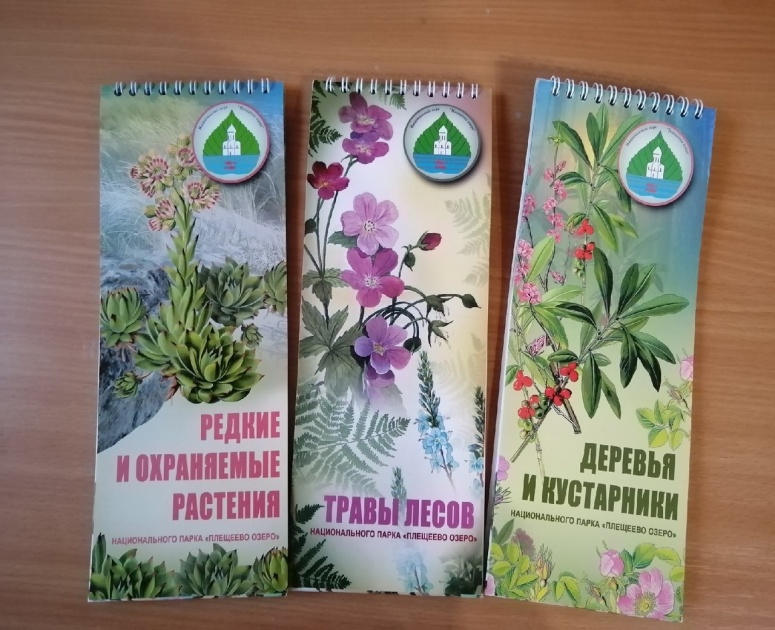 РЕДКИЕ
И ОХРАНЯЕМЫЕ
РАСТЕНИЯ
НАЦИОНАЛЬНОГО ПАРКА «ПЛЕЩЕЕВО ОЗЕРО»
ТРАВЫ ЛЕСОВ
НАЦИОНАЛЬНОГО ПАРКА «ПЛЕЩЕЕВО ОЗЕРО»
ДЕРЕВЬЯ
И КУСТАРНИКИ
НАЦИОНАЛЬНОГО ПАРКА «ПЛЕЩЕЕВО ОЗЕРО»